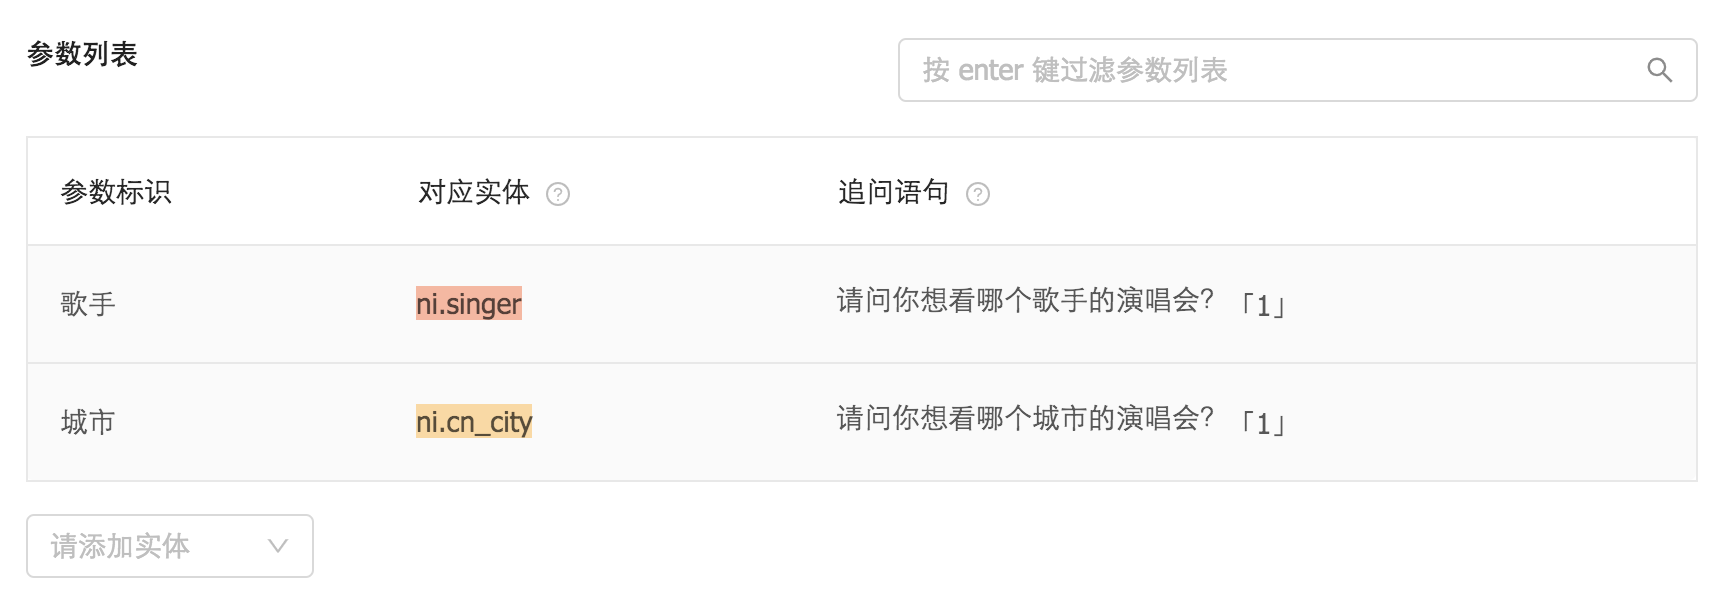 参数列表
按 enter 键过滤参数列表
参数标识 对应实体 ? 追问语句 ?
歌手 ni.singer 请问你想看哪个歌手的演唱会？ 「1」
城市 ni.cn_city 请问你想看哪个城市的演唱会？ 「1」
请添加实体